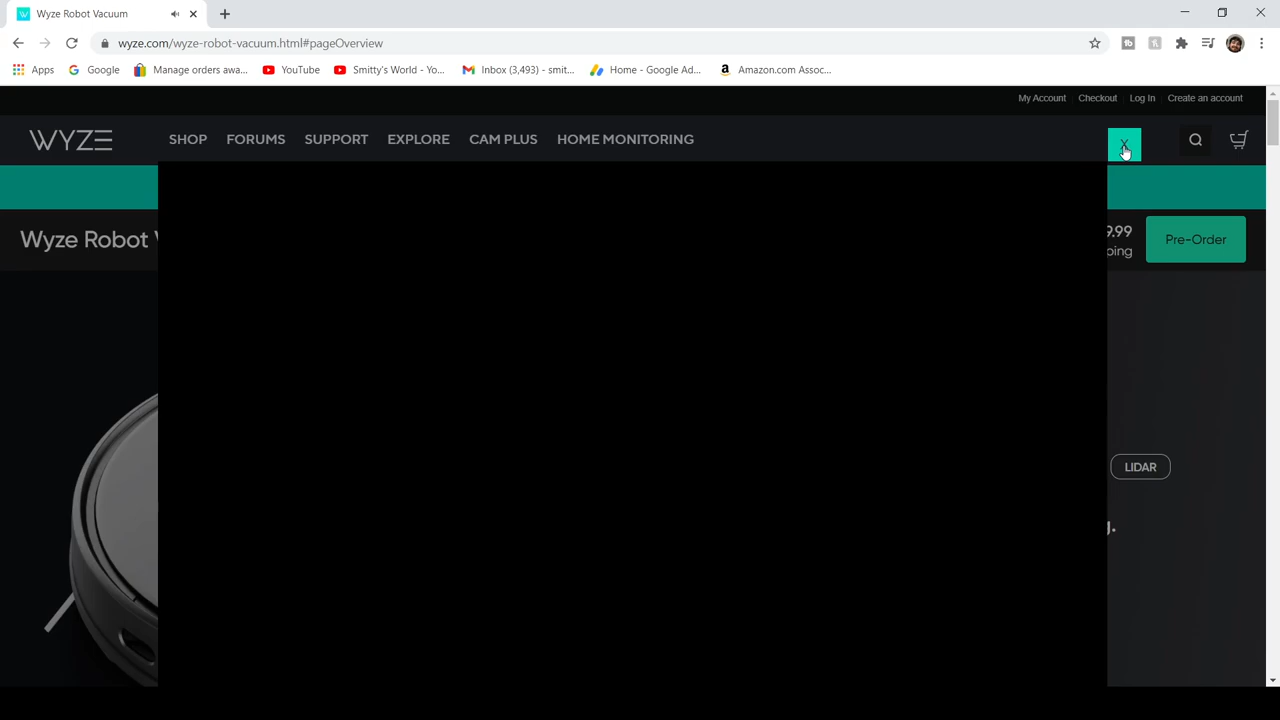 Wyze Robot Vacuum
wyze.com/wyze-robot-vacuum.html#pageOverview
Apps Google Manage orders awa... YouTube Smitty's World - Yo... Inbox (3,493) - smit... Home - Google Ad... Amazon.com Assoc...
My Account Checkout Log In Create an account
WYZE SHOP FORUMS SUPPORT EXPLORE CAM PLUS HOME MONITORING X
Wyze Robot 9.99 Pre-Order
LIDAR